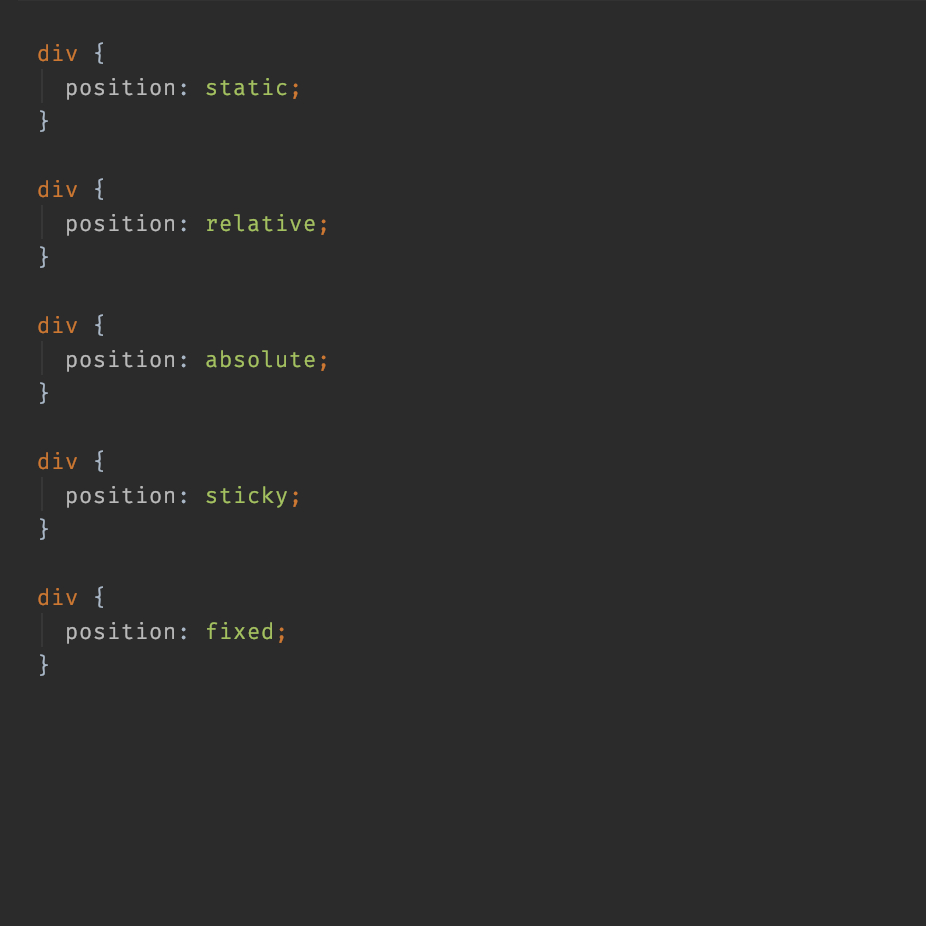 div {
  position: static;
}
div {
  position: relative;
}
div {
  position: absolute;
}
div {
  position: sticky;
}
div {
  position: fixed;
}